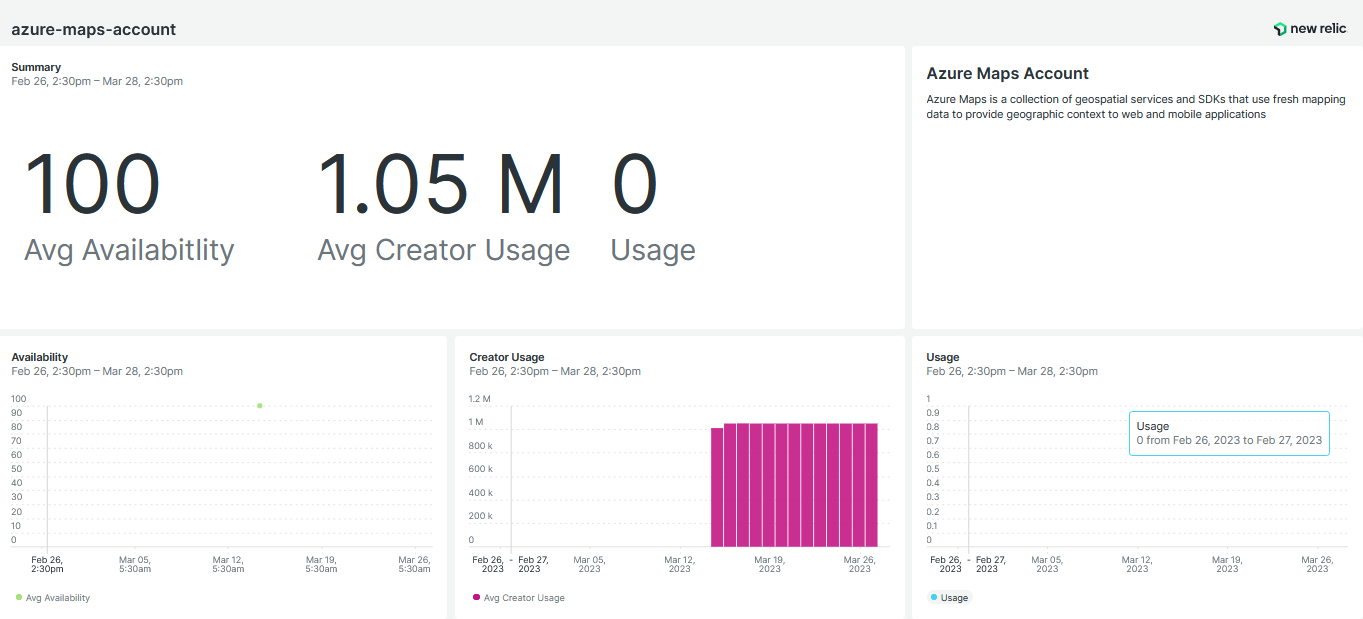 azure-maps-account
new relic
Summary
Feb 26, 2:30pm – Mar 28, 2:30pm
100
Avg Availabitlity
1.05 M
Avg Creator Usage
0
Usage
Azure Maps Account
Azure Maps is a collection of geospatial services and SDKs that use fresh mapping
data to provide geographic context to web and mobile applications
Availability
Feb 26, 2:30pm – Mar 28, 2:30pm
100
90
80
70
60
50
40
30
20
10
0
Feb 26,
2:30pm
Mar 05,
5:30am
Mar 12,
5:30am
Mar 19,
5:30am
Mar 26,
5:30am
Avg Availability
Creator Usage
Feb 26, 2:30pm – Mar 28, 2:30pm
1.2 M
1 M
800 k
600 k
400 k
200 k
0
Feb 26,
2023
-
Feb 27,
2023
Mar 05,
2023
Mar 12,
2023
Mar 19,
2023
Mar 26,
2023
Avg Creator Usage
Usage
Feb 26, 2:30pm – Mar 28, 2:30pm
1
0.9
0.8
0.7
0.6
0.5
0.4
0.3
0.2
0.1
0
Usage
0 from Feb 26, 2023 to Feb 27, 2023
Feb 26,
2023
-
Feb 27,
2023
Mar 05,
2023
Mar 12,
2023
Mar 19,
2023
Mar 26,
2023
Usage